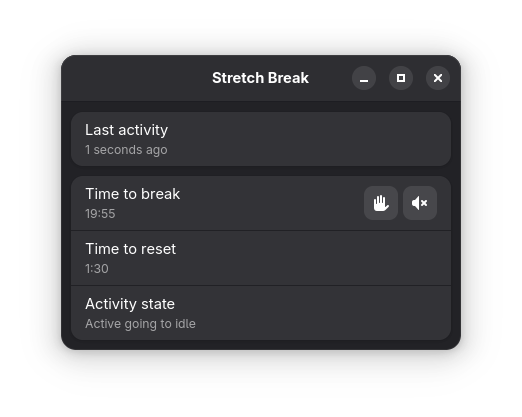 Stretch Break
Last activity
1 seconds ago
Time to break
19:55
Time to reset
1:30
Activity state
Active going to idle